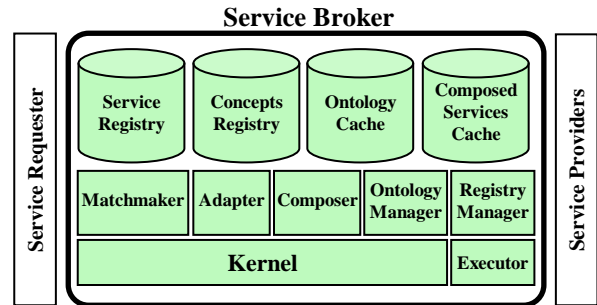 Service Broker
Service Requester
Service
Registry
Concepts
Registry
Ontology
Cache
Composed
Services
Cache
Matchmaker
Adapter
Composer
Ontology
Manager
Registry
Manager
Kernel
Executor
Service Providers